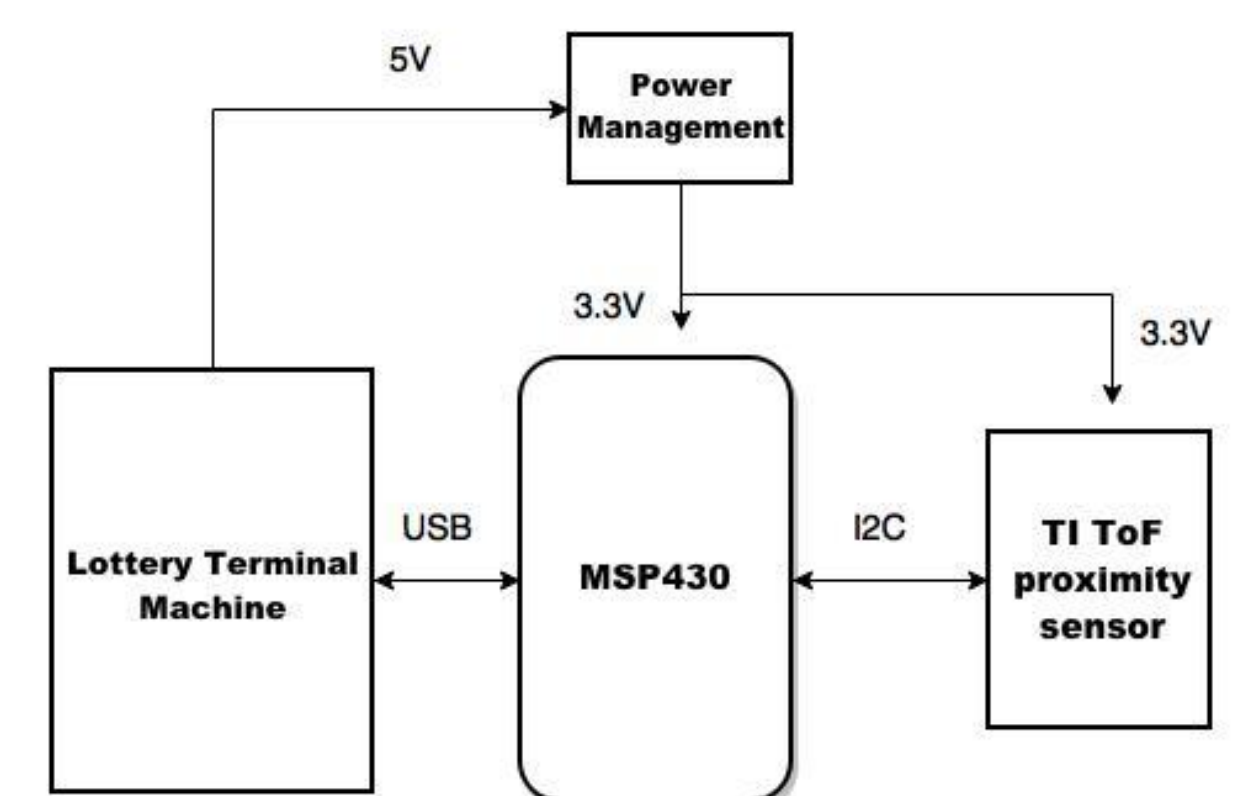 5V
Power
Management
3.3V
3.3V
USB
I2C
Lottery Terminal
Machine
MSP430
TI ToF
proximity
sensor